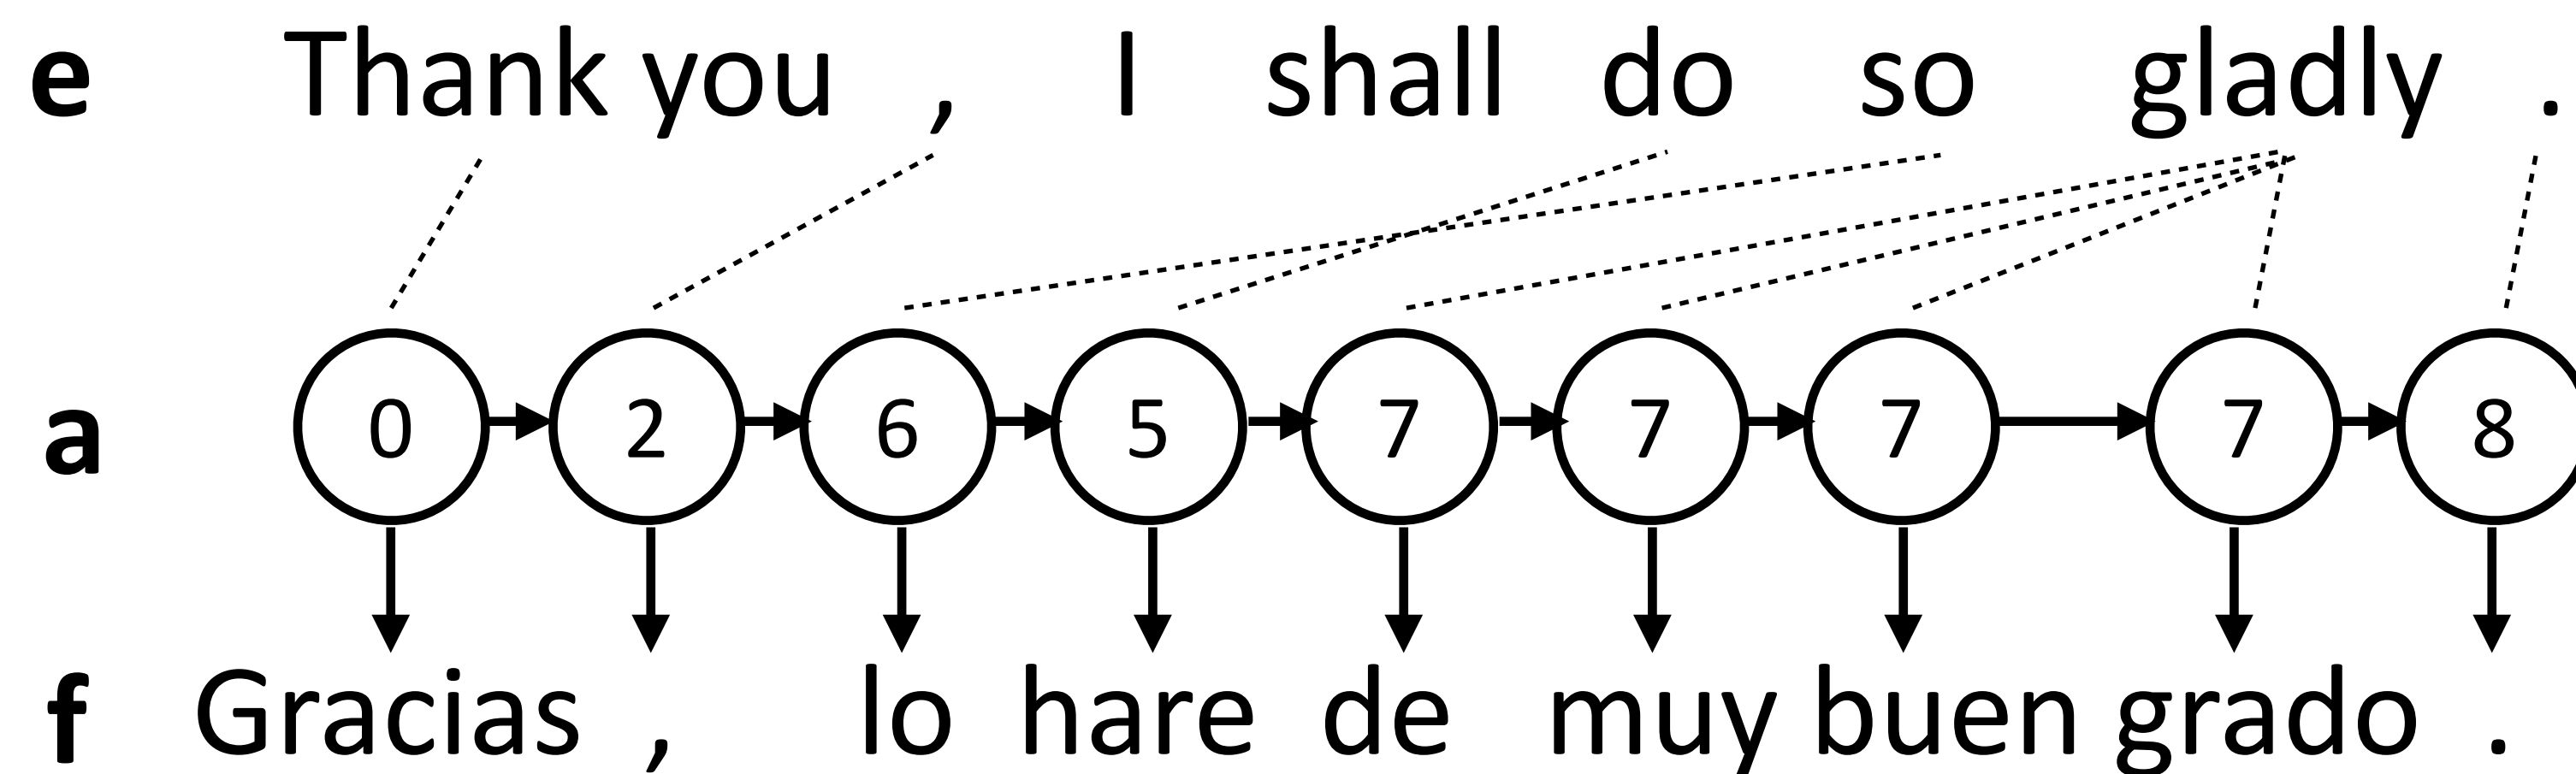 e Thank you , I shall do so gladly .
a 0 2 6 5 7 7 7 7 8
f Gracias , lo hare de muy buen grado .